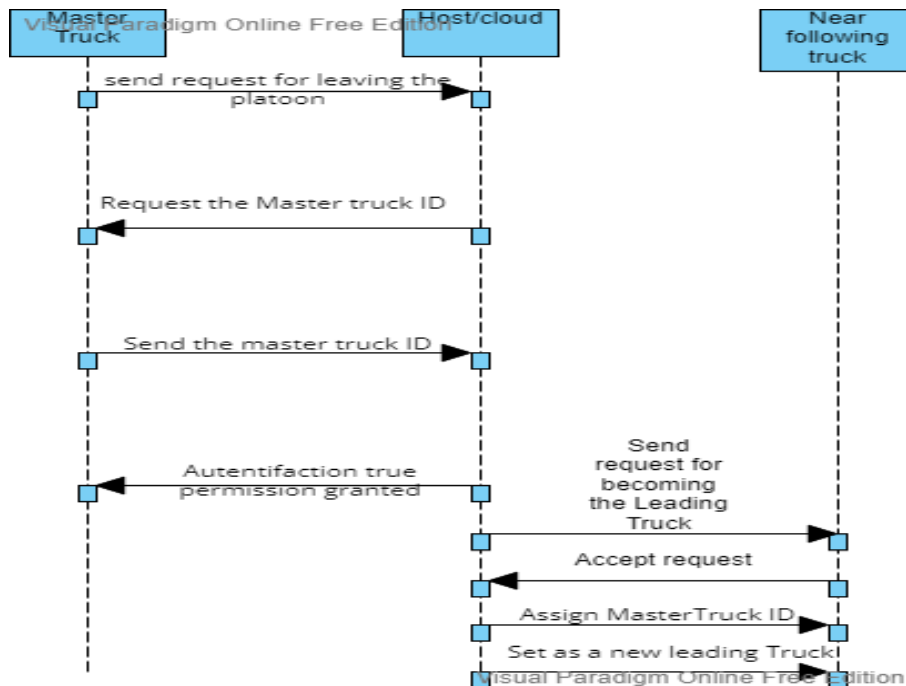 Visual Paradigm Online Free Edition
Master
Truck
Host/cloud
Near
following
truck
send request for leaving the
platoon
Request the Master truck ID
Send the master truck ID
Autentifaction true
permission granted
Send
request for
becoming
the Leading
Truck
Accept request
Assign MasterTruck ID
Set as a new leading Truck
Visual Paradigm Online Free Edition